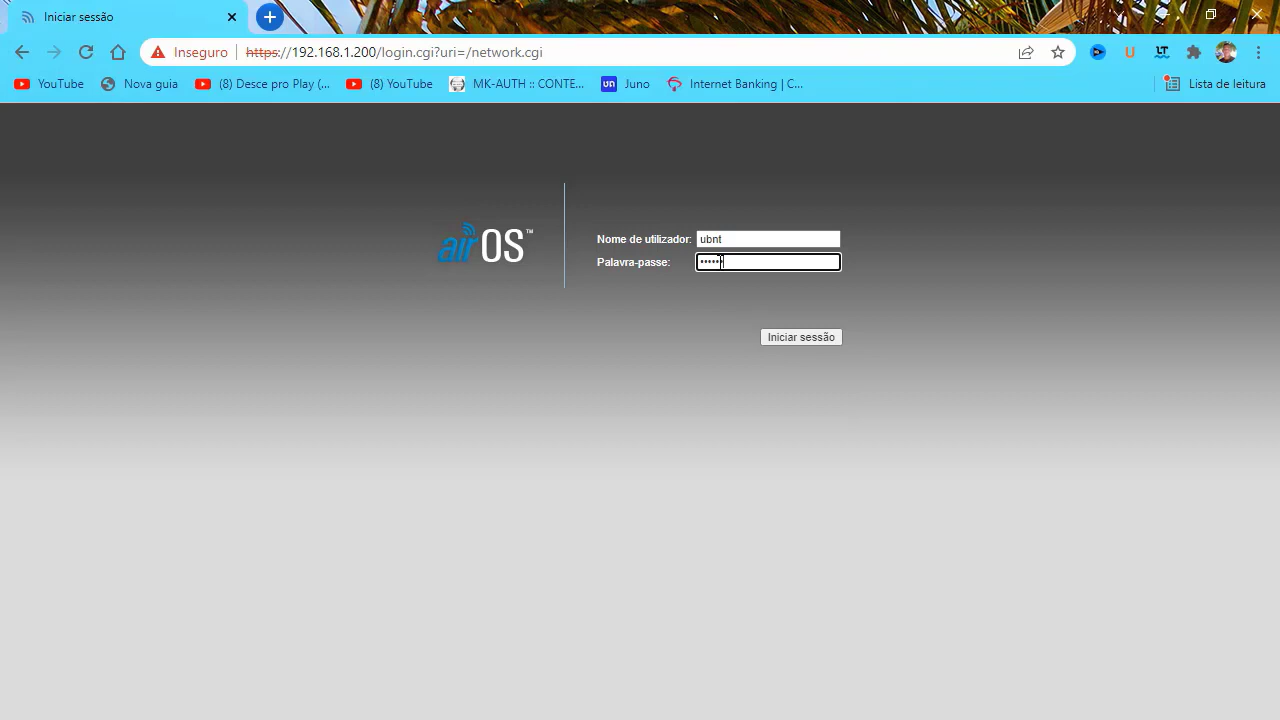 Iniciar sessão
Inseguro https://192.168.1.200/login.cgi?uri=/network.cgi
YouTube Nova guia (8) Desce pro Play (... (8) YouTube MK-AUTH :: CONTE... Juno Internet Banking | C... Lista de leitura
airOS™
Nome de utilizador: ubnt
Palavra-passe: ••••••
Iniciar sessão